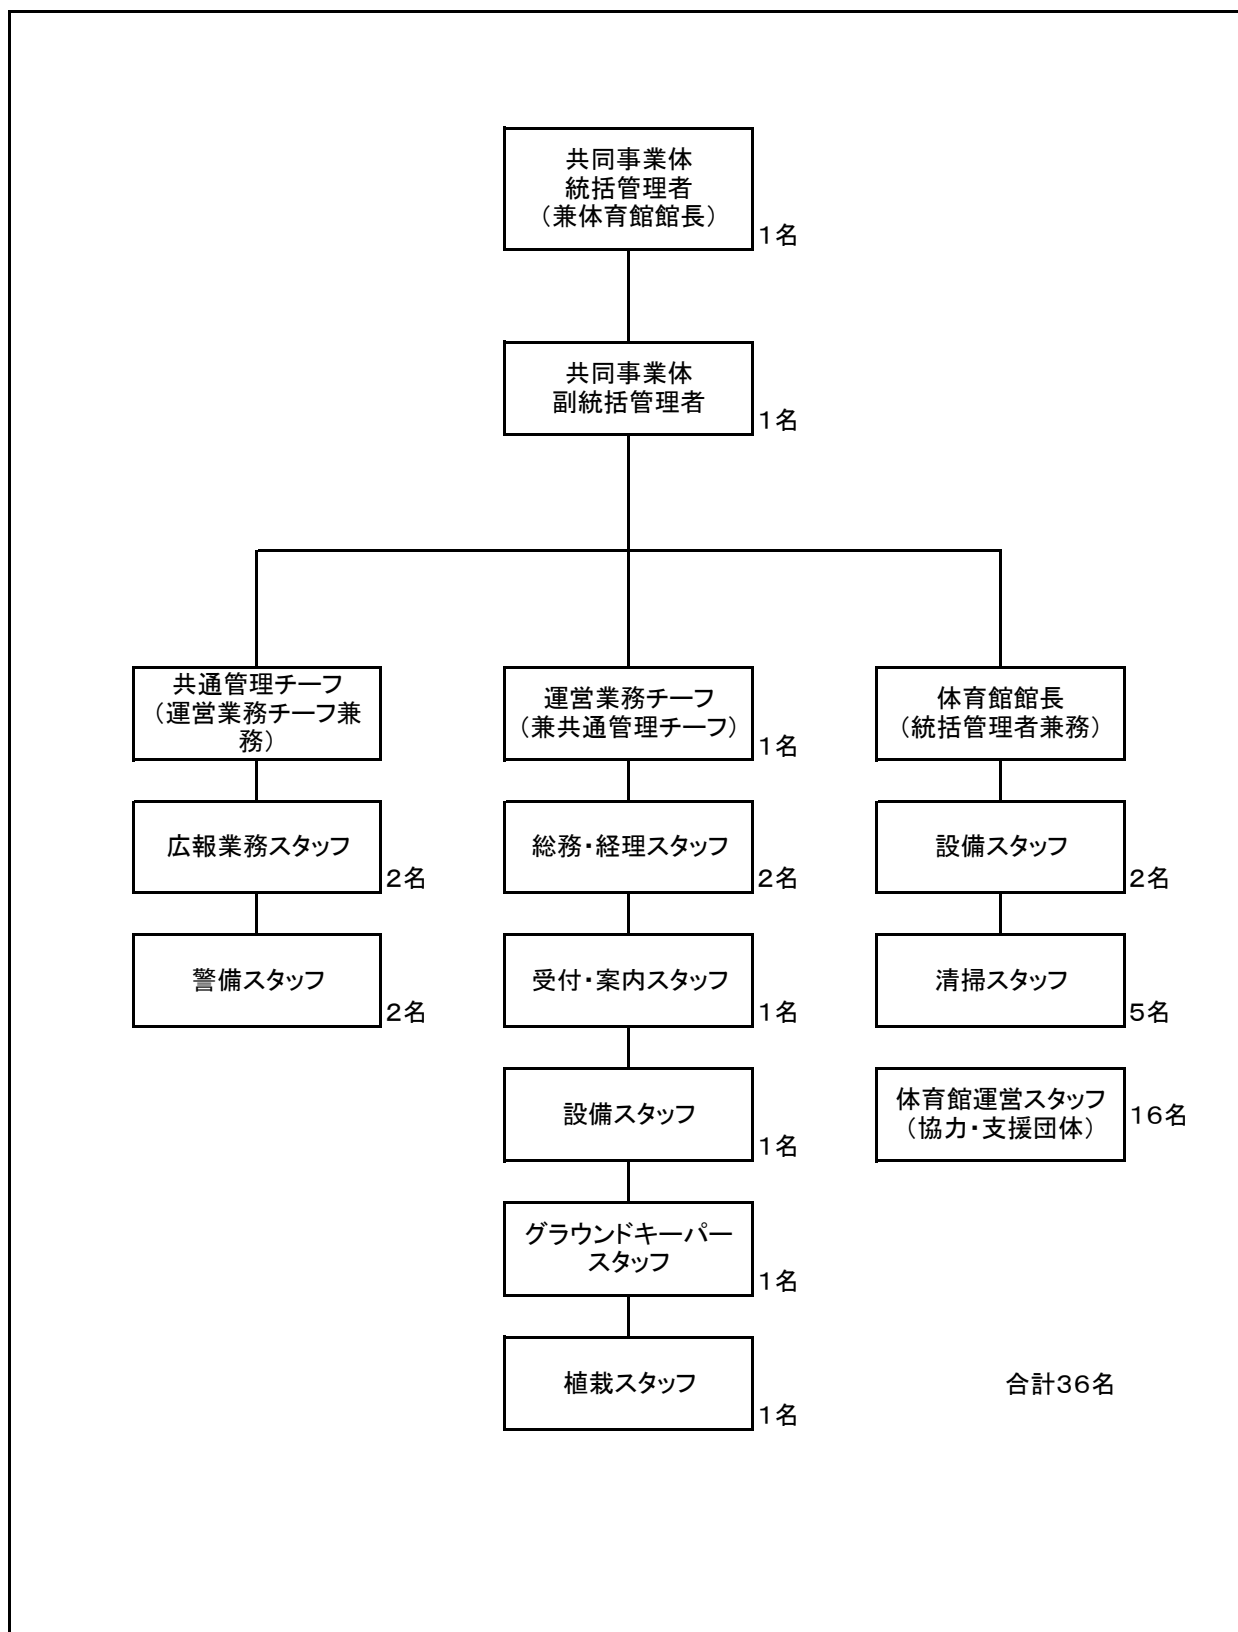 共同事業体
統括管理者
（兼体育館館長）
１名
共同事業体
副統括管理者
１名
共通管理チーフ
（運営業務チーフ兼
務）
広報業務スタッフ
２名
警備スタッフ
２名
運営業務チーフ
（兼共通管理チーフ）
１名
総務・経理スタッフ
２名
受付・案内スタッフ
１名
設備スタッフ
１名
グラウンドキーパー
スタッフ
１名
植栽スタッフ
１名
体育館館長
（統括管理者兼務）
設備スタッフ
２名
清掃スタッフ
５名
体育館運営スタッフ
（協力・支援団体）
１６名
合計３６名